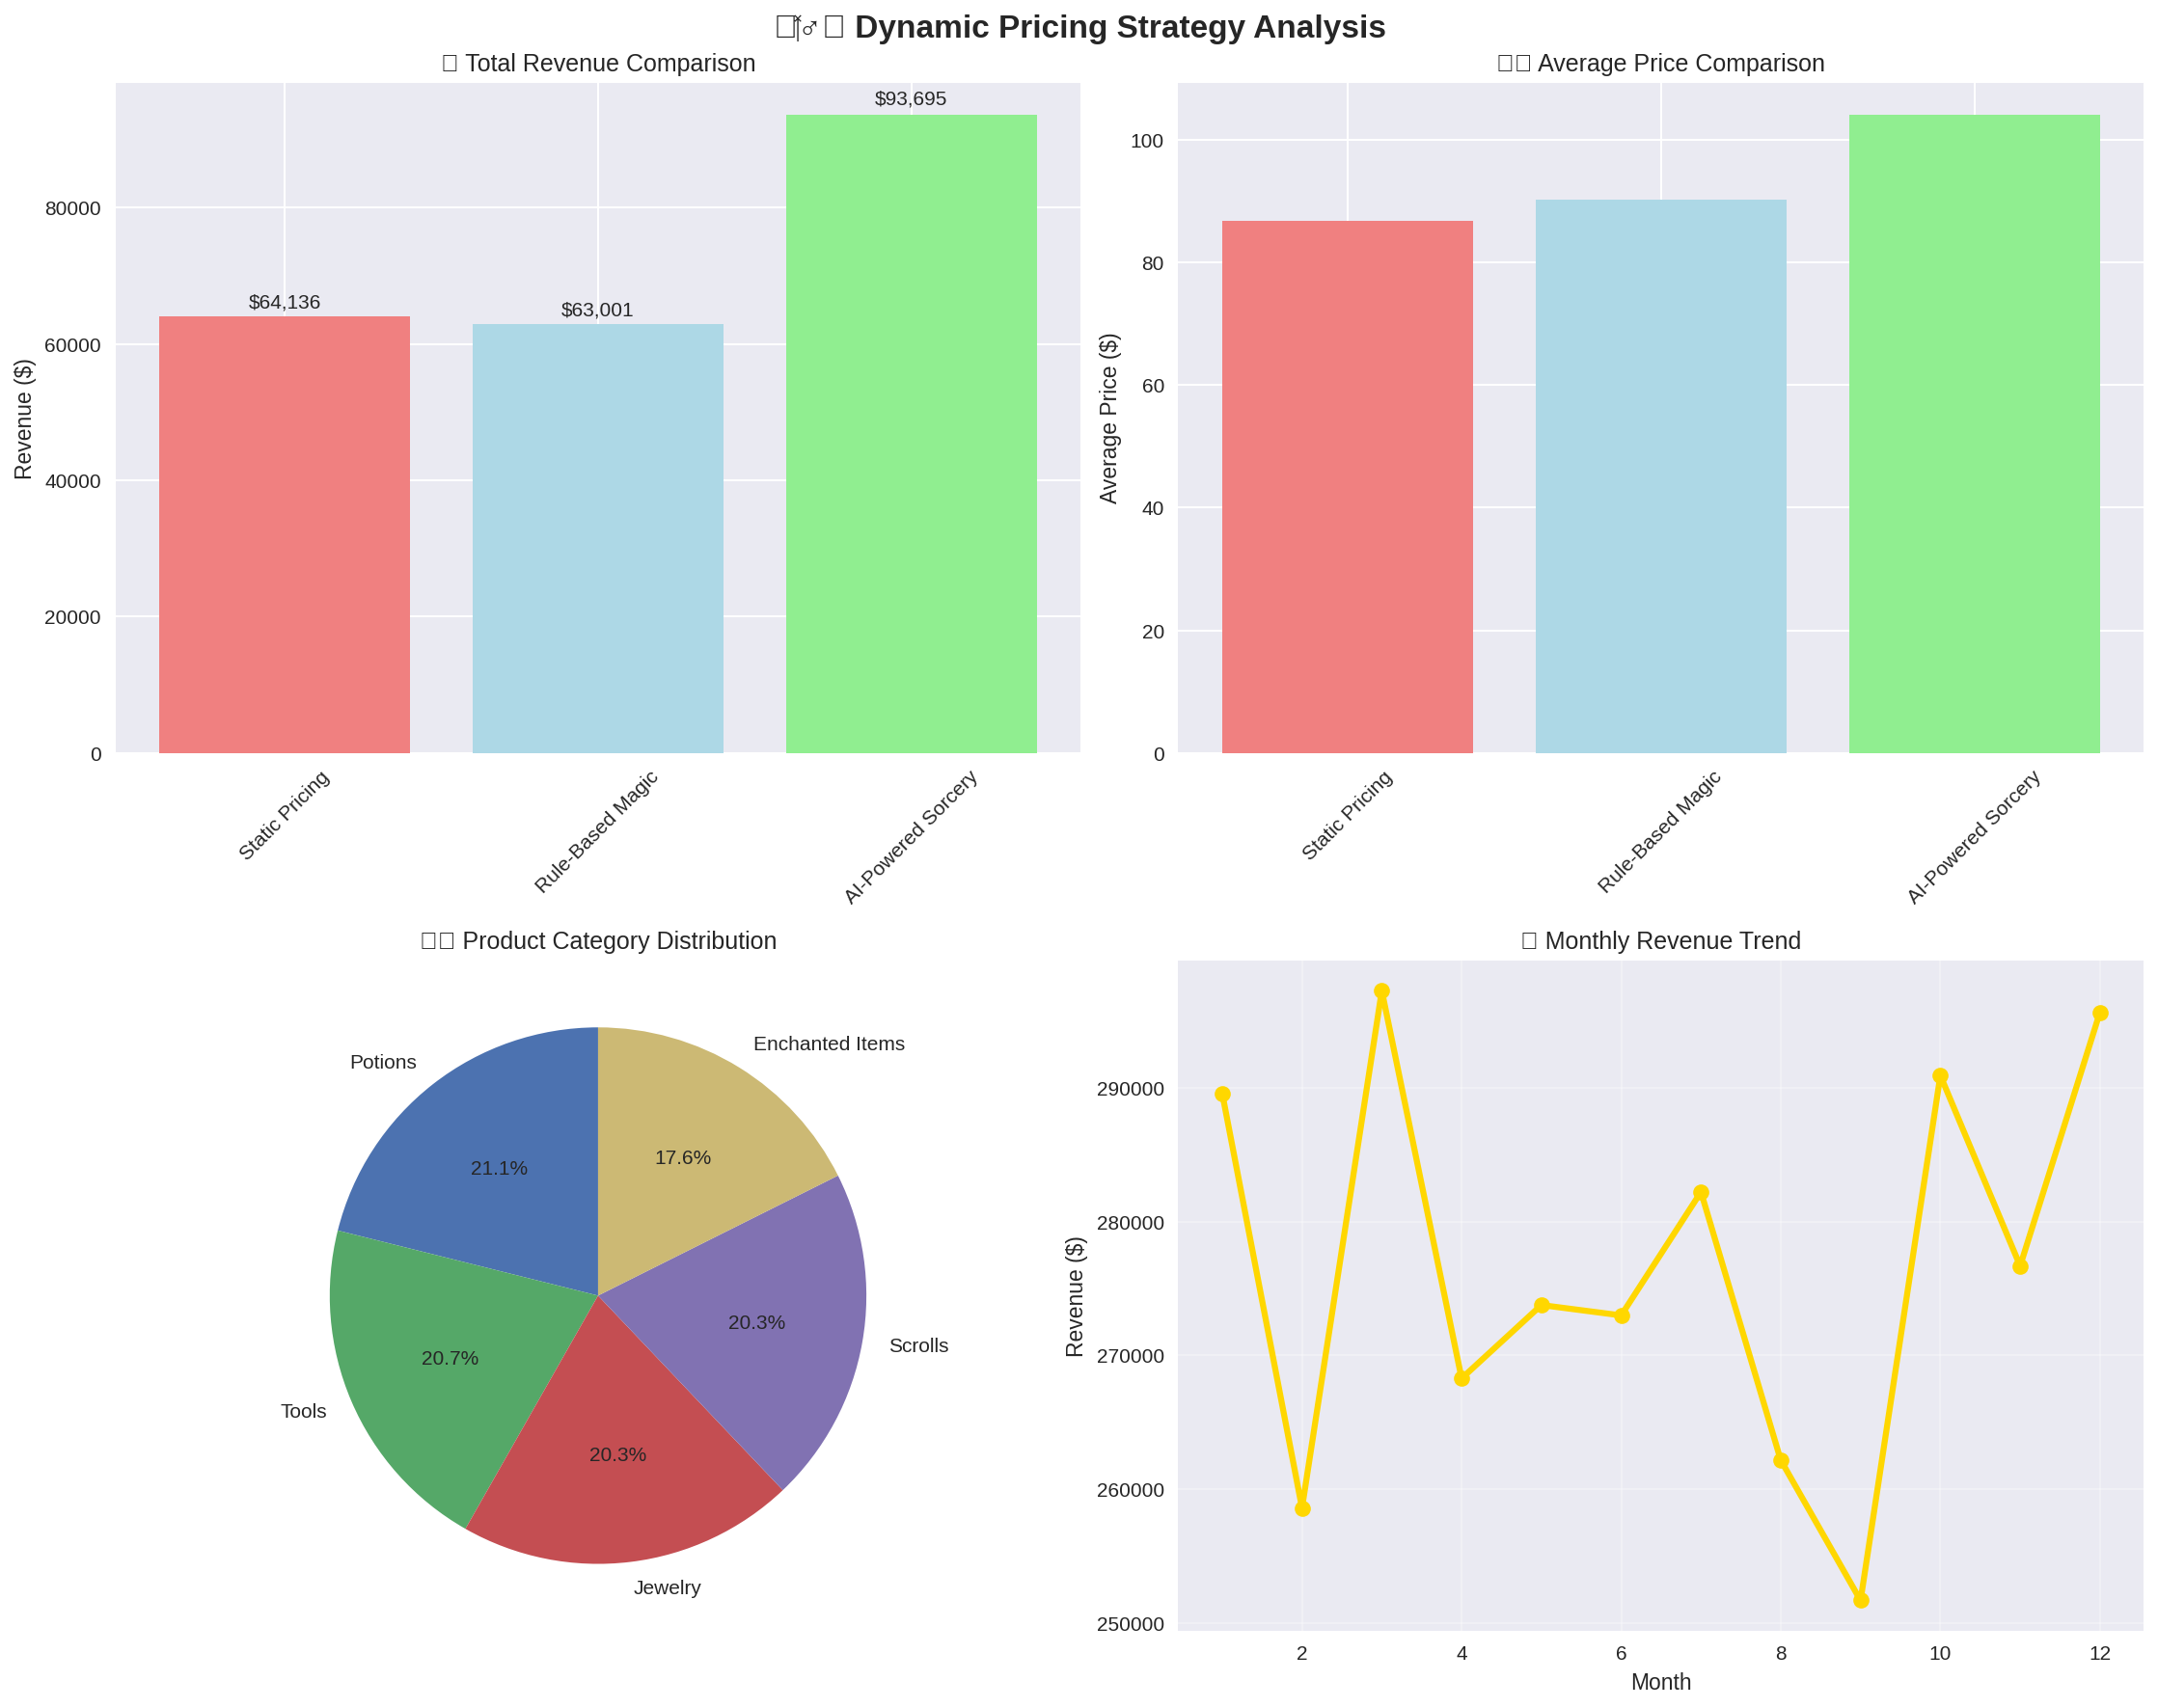 Dynamic Pricing Strategy Analysis
Total Revenue Comparison
$93,695
$64,136
$63,001
80000
60000
40000
20000
0
Revenue ($)
Static Pricing
Rule-Based Magic
AI-Powered Sorcery
Average Price Comparison
100
80
60
40
20
0
Average Price ($)
Static Pricing
Rule-Based Magic
AI-Powered Sorcery
Product Category Distribution
Enchanted Items
Potions
17.6%
21.1%
20.3%
Scrolls
20.7%
Tools
20.3%
Jewelry
Monthly Revenue Trend
290000
280000
270000
260000
250000
Revenue ($)
2 4 6 8 10 12
Month